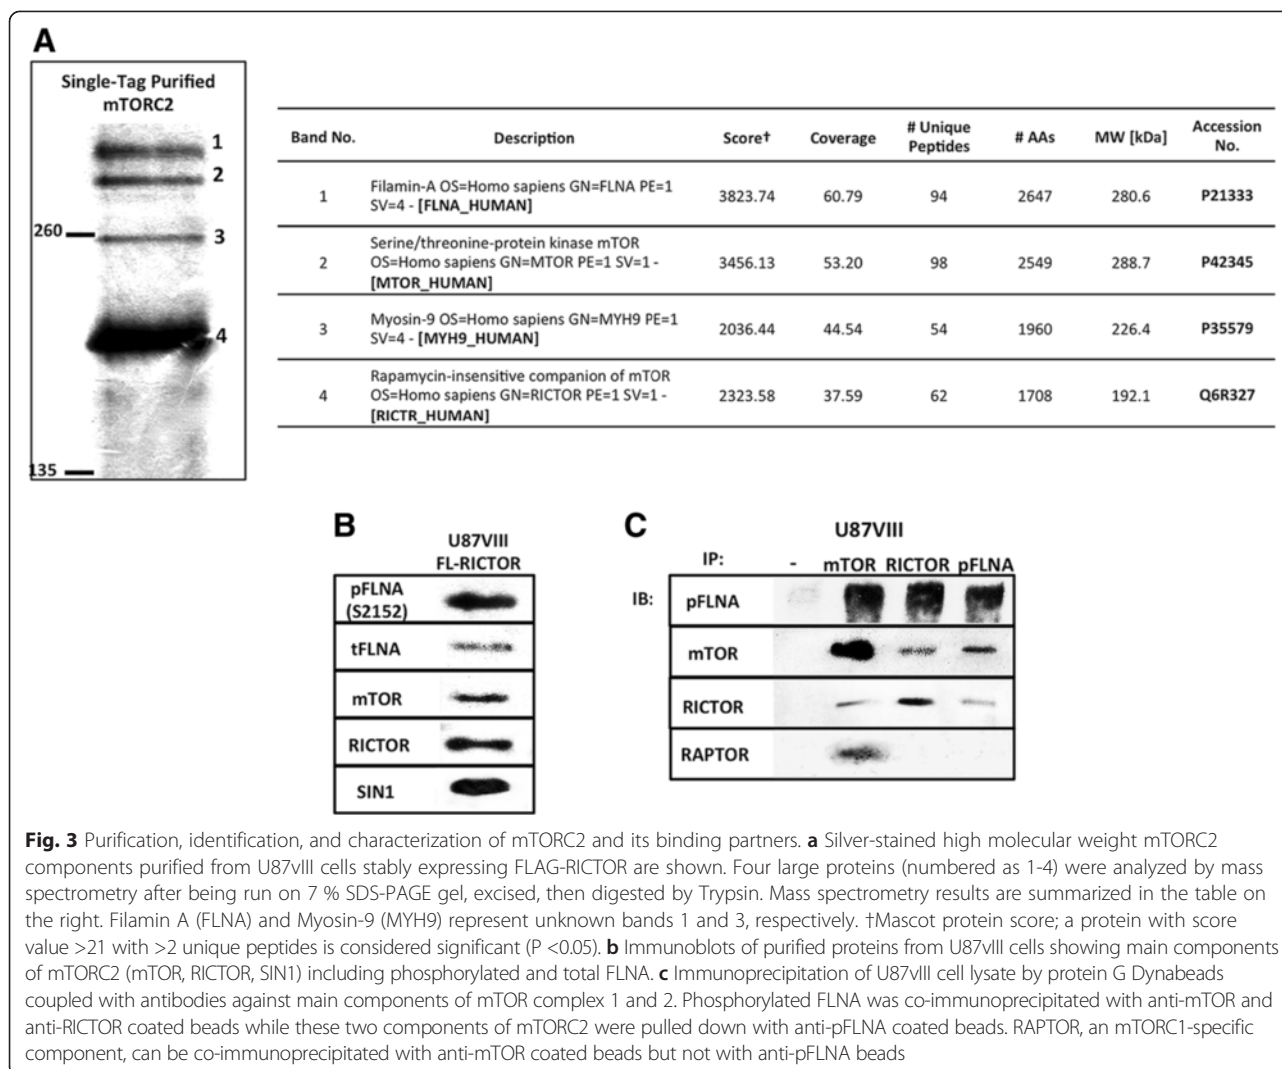 A
Single-Tag Purified
mTORC2
1
2
260
3
4
135
Band No. Description Score† Coverage # Unique Peptides # AAs MW [kDa] Accession No.
1 Filamin-A OS=Homo sapiens GN=FLNA PE=1 3823.74 60.79 94 2647 280.6 P21333
SV=4 - [FLNA_HUMAN]
Serine/threonine-protein kinase mTOR
2 OS=Homo sapiens GN=MTOR PE=1 SV=1 - 3456.13 53.20 98 2549 288.7 P42345
[MTOR_HUMAN]
3 Myosin-9 OS=Homo sapiens GN=MYH9 PE=1 2036.44 44.54 54 1960 226.4 P35579
SV=4 - [MYH9_HUMAN]
Rapamycin-insensitive companion of mTOR
4 OS=Homo sapiens GN=RICTOR PE=1 SV=1 - 2323.58 37.59 62 1708 192.1 Q6R327
[RICTR_HUMAN]
B
U87VIII
FL-RICTOR
pFLNA
(S2152)
tFLNA
mTOR
RICTOR
SIN1
C
U87VIII
IP: - mTOR RICTOR pFLNA
IB: pFLNA
mTOR
RICTOR
RAPTOR
Fig. 3 Purification, identification, and characterization of mTORC2 and its binding partners. a Silver-stained high molecular weight mTORC2
components purified from U87vIII cells stably expressing FLAG-RICTOR are shown. Four large proteins (numbered as 1-4) were analyzed by mass
spectrometry after being run on 7 % SDS-PAGE gel, excised, then digested by Trypsin. Mass spectrometry results are summarized in the table on
the right. Filamin A (FLNA) and Myosin-9 (MYH9) represent unknown bands 1 and 3, respectively. †Mascot protein score; a protein with score
value >21 with >2 unique peptides is considered significant (P <0.05). b Immunoblots of purified proteins from U87vIII cells showing main components
of mTORC2 (mTOR, RICTOR, SIN1) including phosphorylated and total FLNA. c Immunoprecipitation of U87vIII cell lysate by protein G Dynabeads
coupled with antibodies against main components of mTOR complex 1 and 2. Phosphorylated FLNA was co-immunoprecipitated with anti-mTOR and
anti-RICTOR coated beads while these two components of mTORC2 were pulled down with anti-pFLNA coated beads. RAPTOR, an mTORC1-specific
component, can be co-immunoprecipitated with anti-mTOR coated beads but not with anti-pFLNA beads